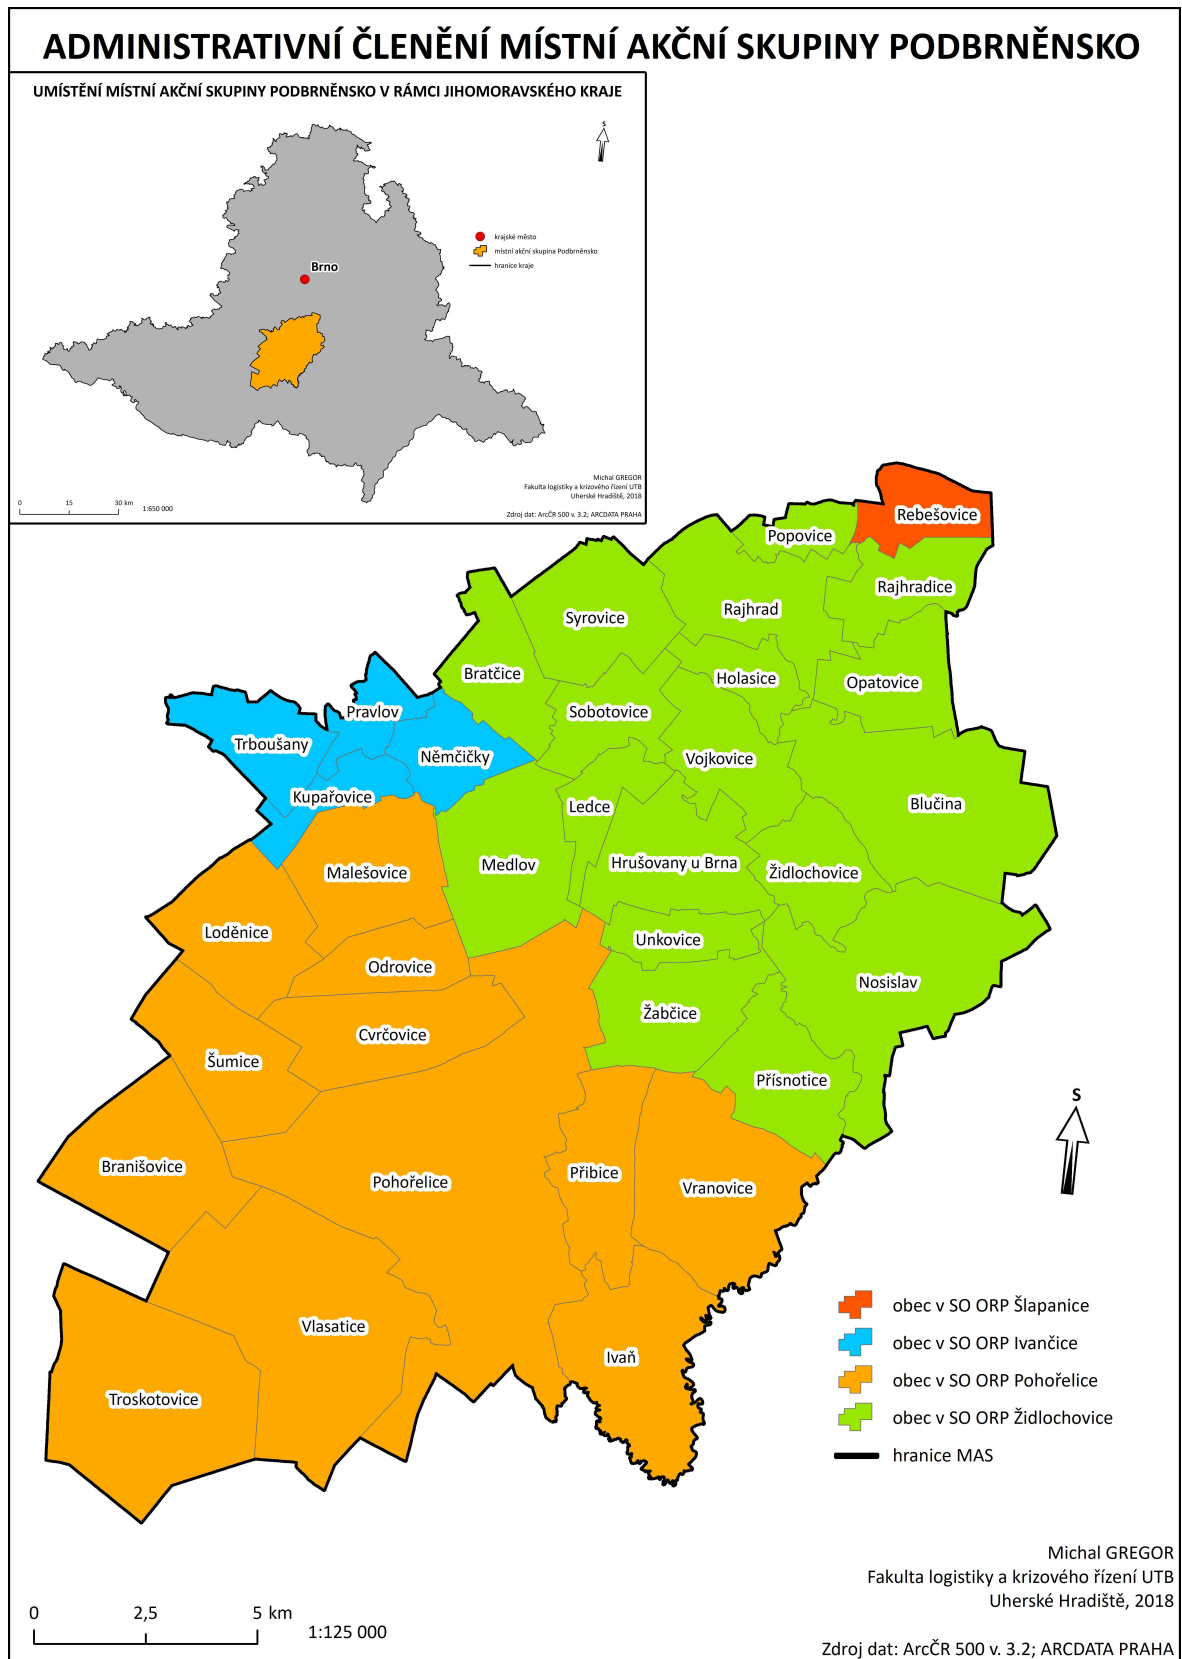 ADMINISTRATIVNÍ ČLENĚNÍ MÍSTNÍ AKČNÍ SKUPINY PODBRNĚNSKO
UMÍSTĚNÍ MÍSTNÍ AKČNÍ SKUPINY PODBRNĚNSKO V RÁMCI JIHOMORAVSKÉHO KRAJE
S
krajské město
místní akční skupina Podbrněnsko
hranice kraje
Brno
Michal GREGOR
Fakulta logistiky a krizového řízení UTB
Uherské Hradiště, 2018
0 15 30 km
1:650 000
Zdroj dat: ArcČR 500 v. 3.2; ARCDATA PRAHA
Rebešovice
Popovice
Rajhradice
Rajhrad
Syrovice
Bratčice
Holasice
Opatovice
Sobotovice
Pravlov
Trboušany
Němčičky
Vojkovice
Kupařovice
Ledce
Blučina
Medlov
Hrušovany u Brna
Židlochovice
Malešovice
Loděnice
Unkovice
Odrovice
Nosislav
Žabčice
Cvrčovice
Šumice
Přísnotice
Branišovice
Pohořelice
Přibice
Vranovice
Vlasatice
Ivaň
Troskotovice
S
obec v SO ORP Šlapanice
obec v SO ORP Ivančice
obec v SO ORP Pohořelice
obec v SO ORP Židlochovice
hranice MAS
Michal GREGOR
Fakulta logistiky a krizového řízení UTB
Uherské Hradiště, 2018
0 2,5 5 km
1:125 000
Zdroj dat: ArcČR 500 v. 3.2; ARCDATA PRAHA